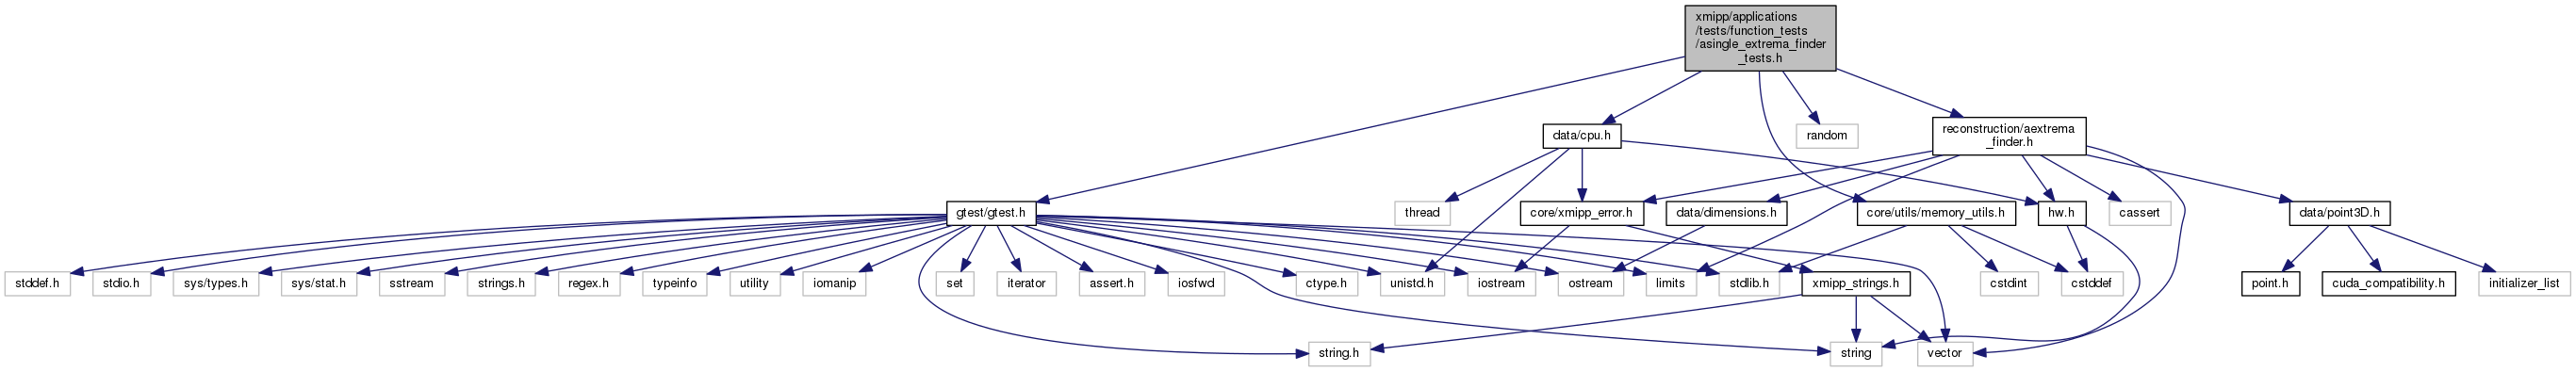 xmipp/applications
/tests/function_tests
/asingle_extrema_finder
_tests.h
data/cpu.h
random
reconstruction/aextrema
_finder.h
gtest/gtest.h
thread
core/xmipp_error.h
data/dimensions.h
core/utils/memory_utils.h
hw.h
cassert
data/point3D.h
stddef.h
stdio.h
sys/types.h
sys/stat.h
sstream
strings.h
regex.h
typeinfo
utility
iomanip
set
iterator
assert.h
iosfwd
ctype.h
unistd.h
iostream
ostream
limits
stdlib.h
xmipp_strings.h
cstdint
cstddef
point.h
cuda_compatibility.h
initializer_list
string.h
string
vector